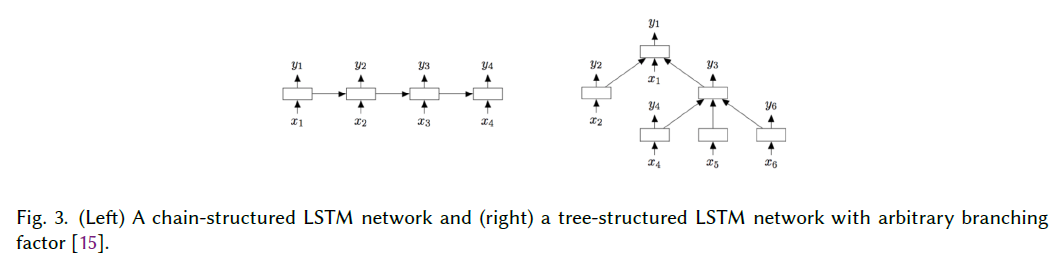 y1
y2 y3
y1 y2 y3 y4
x1
y4 y6
x1 x2 x3 x4
x2
x4 x5 x6
Fig. 3. (Left) A chain-structured LSTM network and (right) a tree-structured LSTM network with arbitrary branching
factor [15].